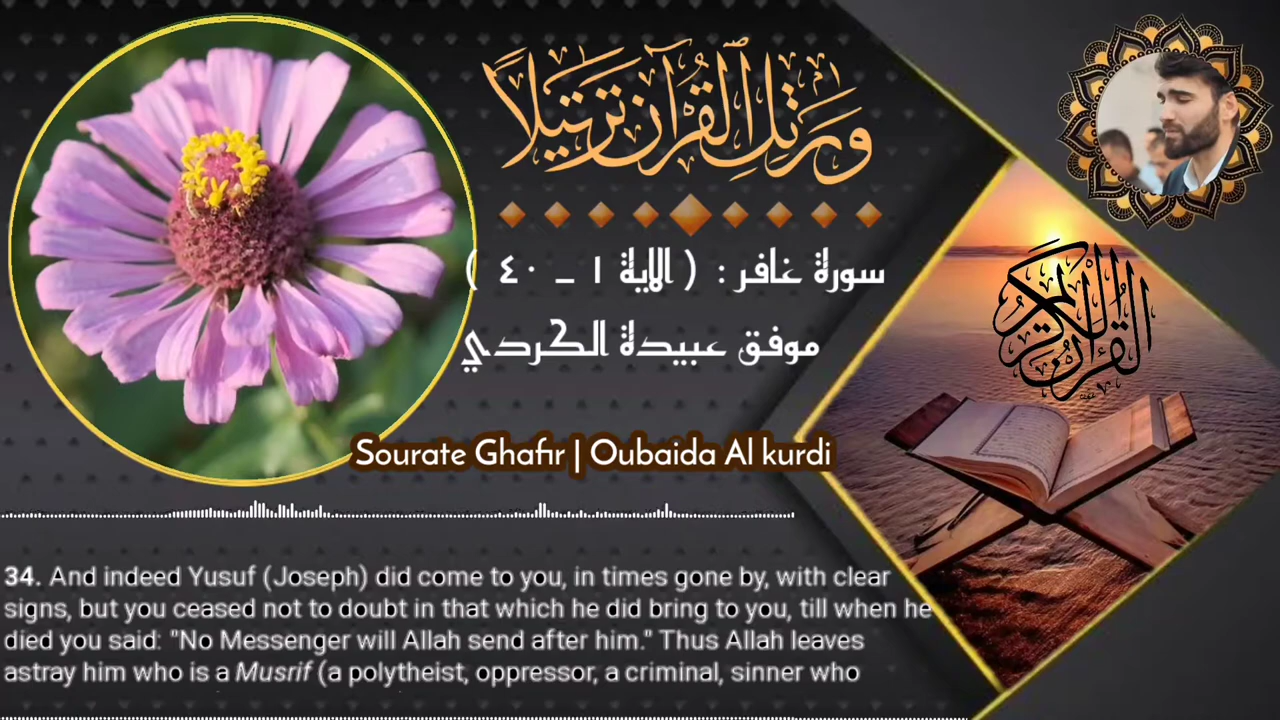 ورتل القرآن ترتيلاً
سورة غافر : ( الاية ١ - ٤٠ )
موفق عبيدة الكردي
القرآن الكريم
Sourate Ghafir | Oubaida Al kurdi
34. And indeed Yusuf (Joseph) did come to you, in times gone by, with clear
signs, but you ceased not to doubt in that which he did bring to you, till when he
died you said: "No Messenger will Allah send after him." Thus Allah leaves
astray him who is a Musrif (a polytheist, oppressor, a criminal, sinner who